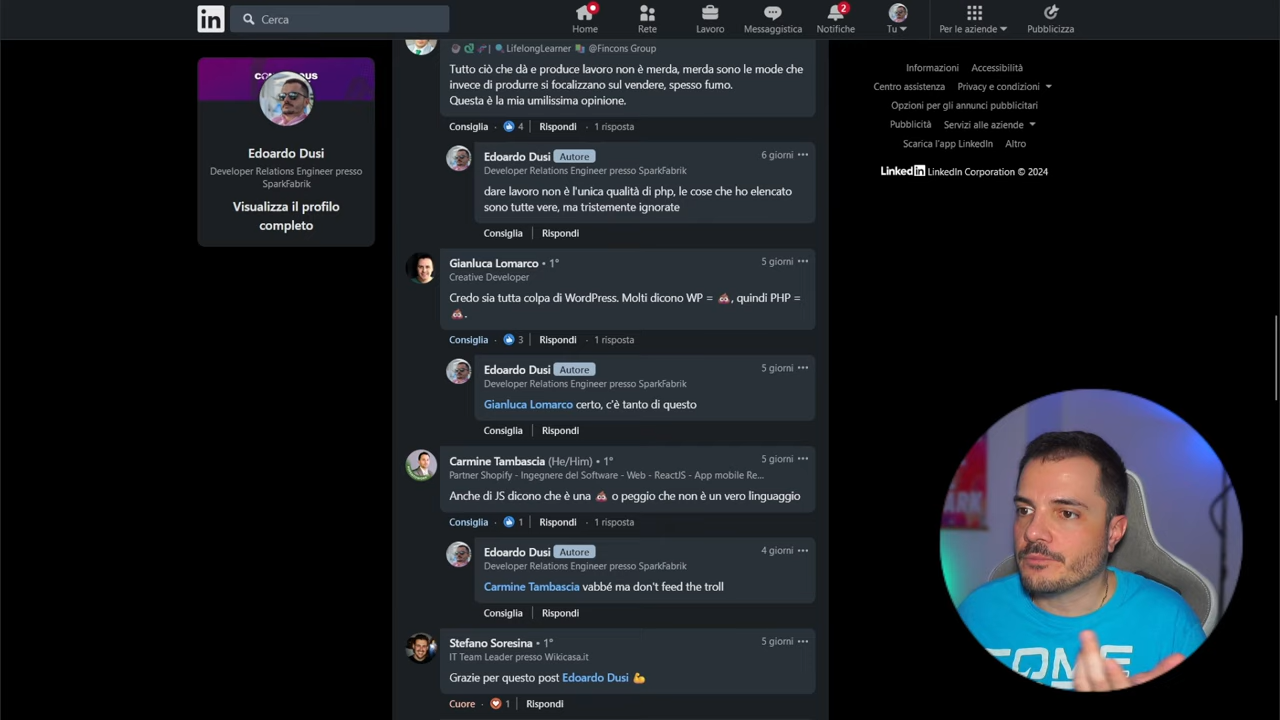 in
Cerca
Home
Rete
Lavoro
Messaggistica
2
Notifiche
Tu
Per le aziende
Pubblicizza
Edoardo Dusi
Developer Relations Engineer presso
SparkFabrik
Visualizza il profilo
completo
| LifelongLearner @Fincons Group
Tutto ciò che dà e produce lavoro non è merda, merda sono le mode che
invece di produrre si focalizzano sul vendere, spesso fumo.
Questa è la mia umilissima opinione.
Consiglia · 4 | Rispondi · 1 risposta
Edoardo Dusi Autore 6 giorni ···
Developer Relations Engineer presso SparkFabrik
dare lavoro non è l'unica qualità di php, le cose che ho elencato
sono tutte vere, ma tristemente ignorate
Consiglia | Rispondi
Gianluca Lomarco • 1° 5 giorni ···
Creative Developer
Credo sia tutta colpa di WordPress. Molti dicono WP = 💩, quindi PHP =
💩.
Consiglia · 3 | Rispondi · 1 risposta
Edoardo Dusi Autore 5 giorni ···
Developer Relations Engineer presso SparkFabrik
Gianluca Lomarco certo, c'è tanto di questo
Consiglia | Rispondi
Carmine Tambascia (He/Him) • 1° 5 giorni ···
Partner Shopify - Ingegnere del Software - Web - ReactJS - App mobile Re...
Anche di JS dicono che è una 💩 o peggio che non è un vero linguaggio
Consiglia · 1 | Rispondi · 1 risposta
Edoardo Dusi Autore 4 giorni ···
Developer Relations Engineer presso SparkFabrik
Carmine Tambascia vabbé ma don't feed the troll
Consiglia | Rispondi
Stefano Soresina • 1° 5 giorni ···
IT Team Leader presso Wikicasa.it
Grazie per questo post Edoardo Dusi 💪
Cuore · 1 | Rispondi
Informazioni Accessibilità
Centro assistenza Privacy e condizioni
Opzioni per gli annunci pubblicitari
Pubblicità Servizi alle aziende
Scarica l'app LinkedIn Altro
LinkedIn LinkedIn Corporation © 2024